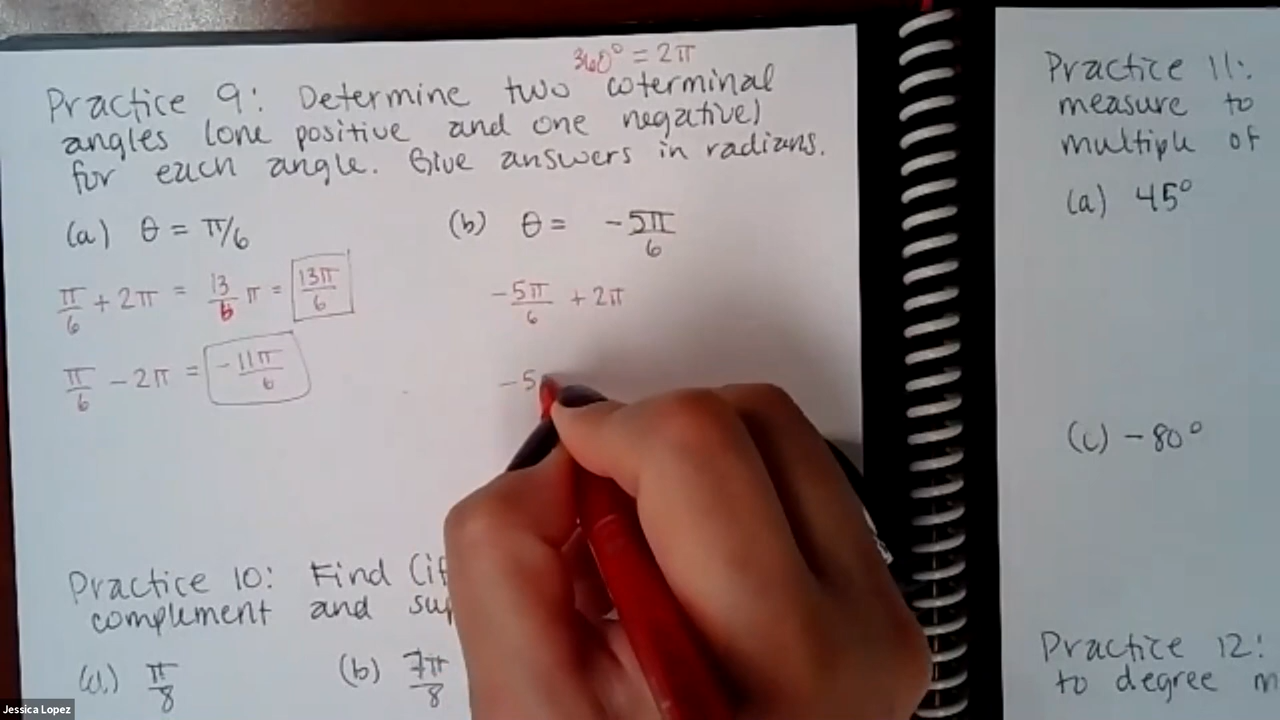 360° = 2π
Practice 9: Determine two coterminal
angles (one positive and one negative)
for each angle. Give answers in radians.
(a) θ = π/6
(b) θ = -5π/6
π/6 + 2π = 13/6 π = 13π/6
-5π/6 + 2π
π/6 - 2π = -11π/6
-5
Practice 10: Find (if
complement and sup
(a) π/8
(b) 7π/8
Practice 11:
measure to
multiple of
(a) 45°
(c) -80°
Practice 12:
to degree m
Jessica Lopez